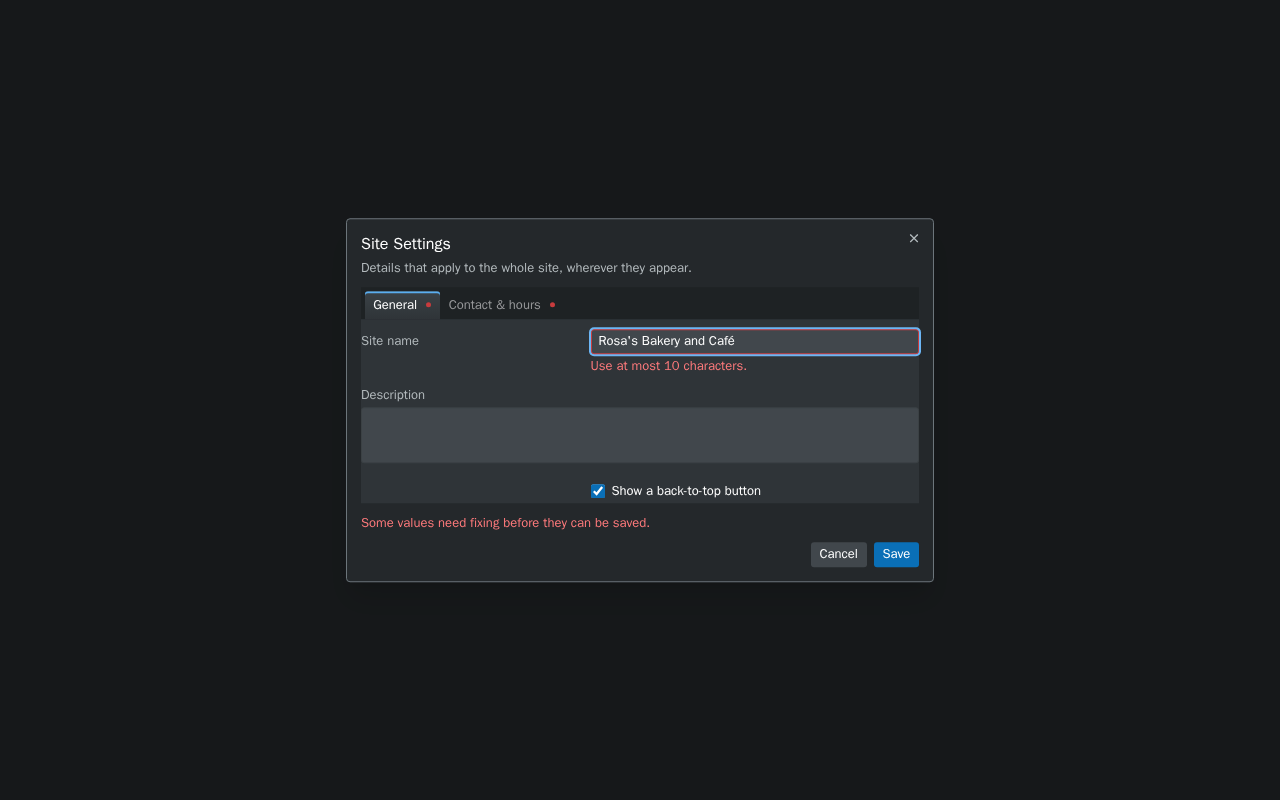 Site Settings
Details that apply to the whole site, wherever they appear.
General
Contact & hours
Site name
Rosa's Bakery and Café
Use at most 10 characters.
Description
Show a back-to-top button
Some values need fixing before they can be saved.
Cancel
Save